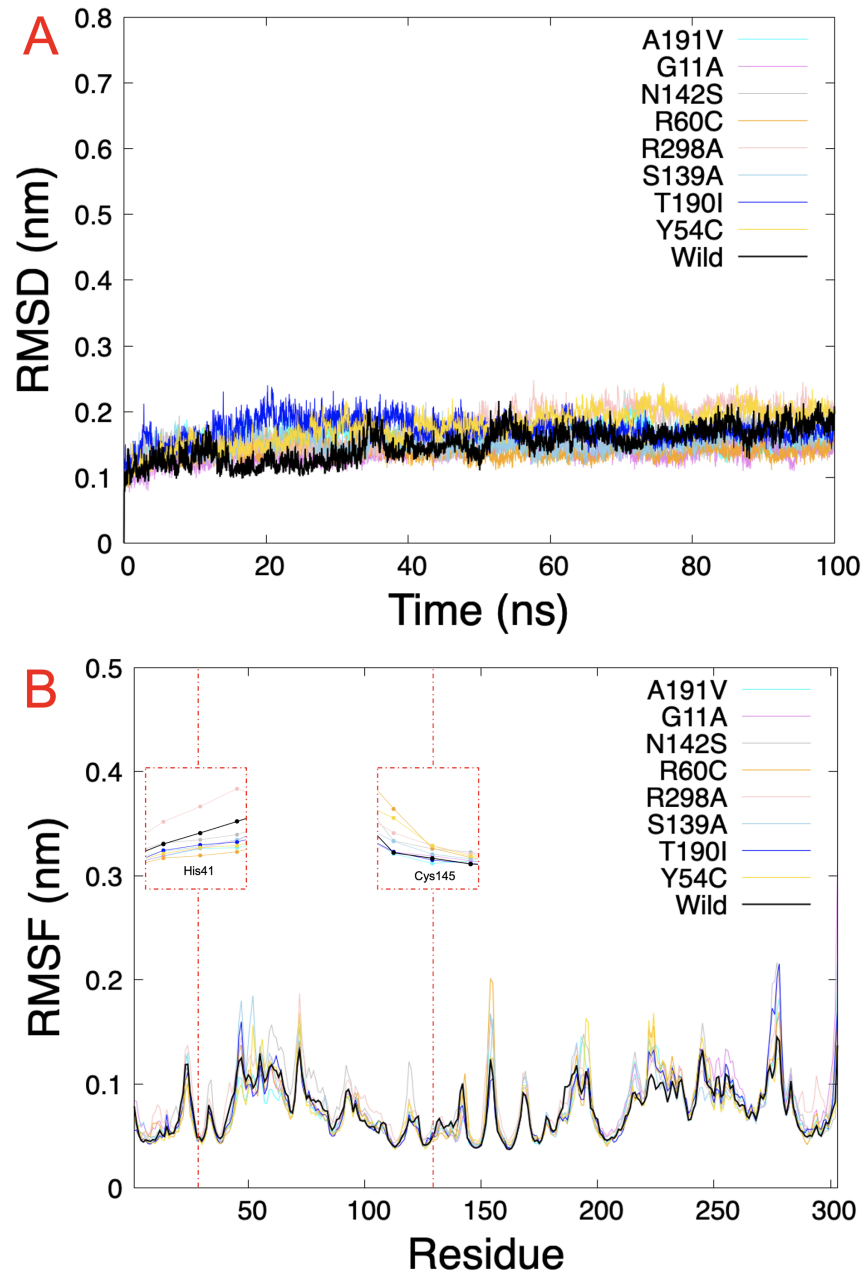 A
0.8
0.7
0.6
0.5
0.4
0.3
0.2
0.1
0
RMSD (nm)
A191V
G11A
N142S
R60C
R298A
S139A
T190I
Y54C
Wild
0 20 40 60 80 100
Time (ns)
B
0.5
0.4
0.3
0.2
0.1
0
RMSF (nm)
A191V
G11A
N142S
R60C
R298A
S139A
T190I
Y54C
Wild
His41
Cys145
50 100 150 200 250 300
Residue